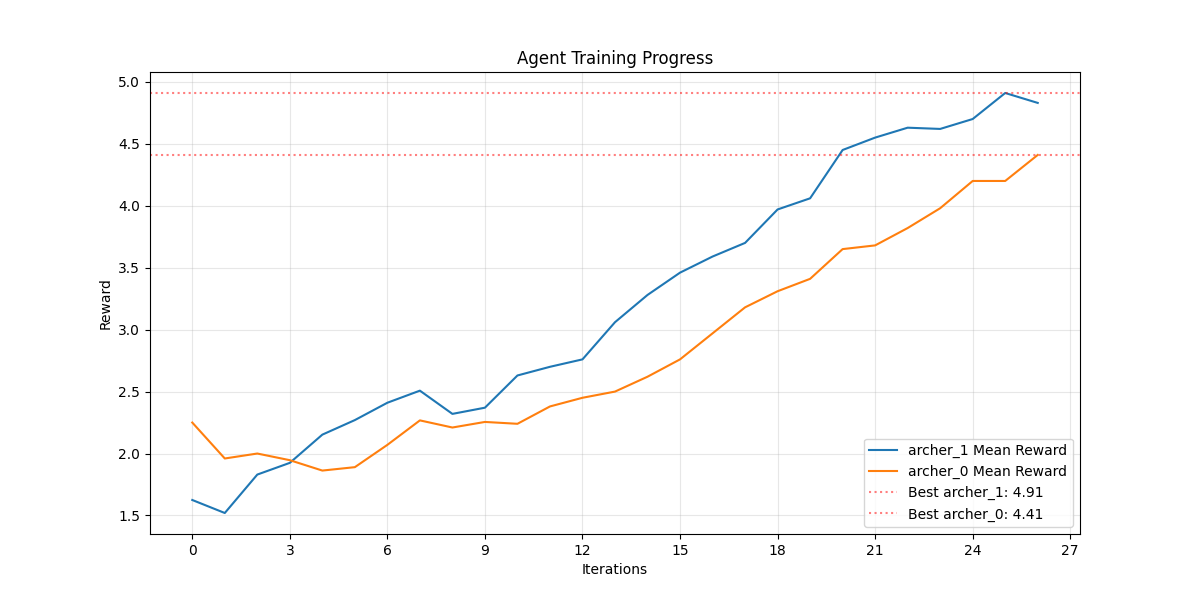 Agent Training Progress
5.0
4.5
4.0
3.5
3.0
2.5
2.0
1.5
Reward
0 3 6 9 12 15 18 21 24 27
Iterations
archer_1 Mean Reward
archer_0 Mean Reward
Best archer_1: 4.91
Best archer_0: 4.41